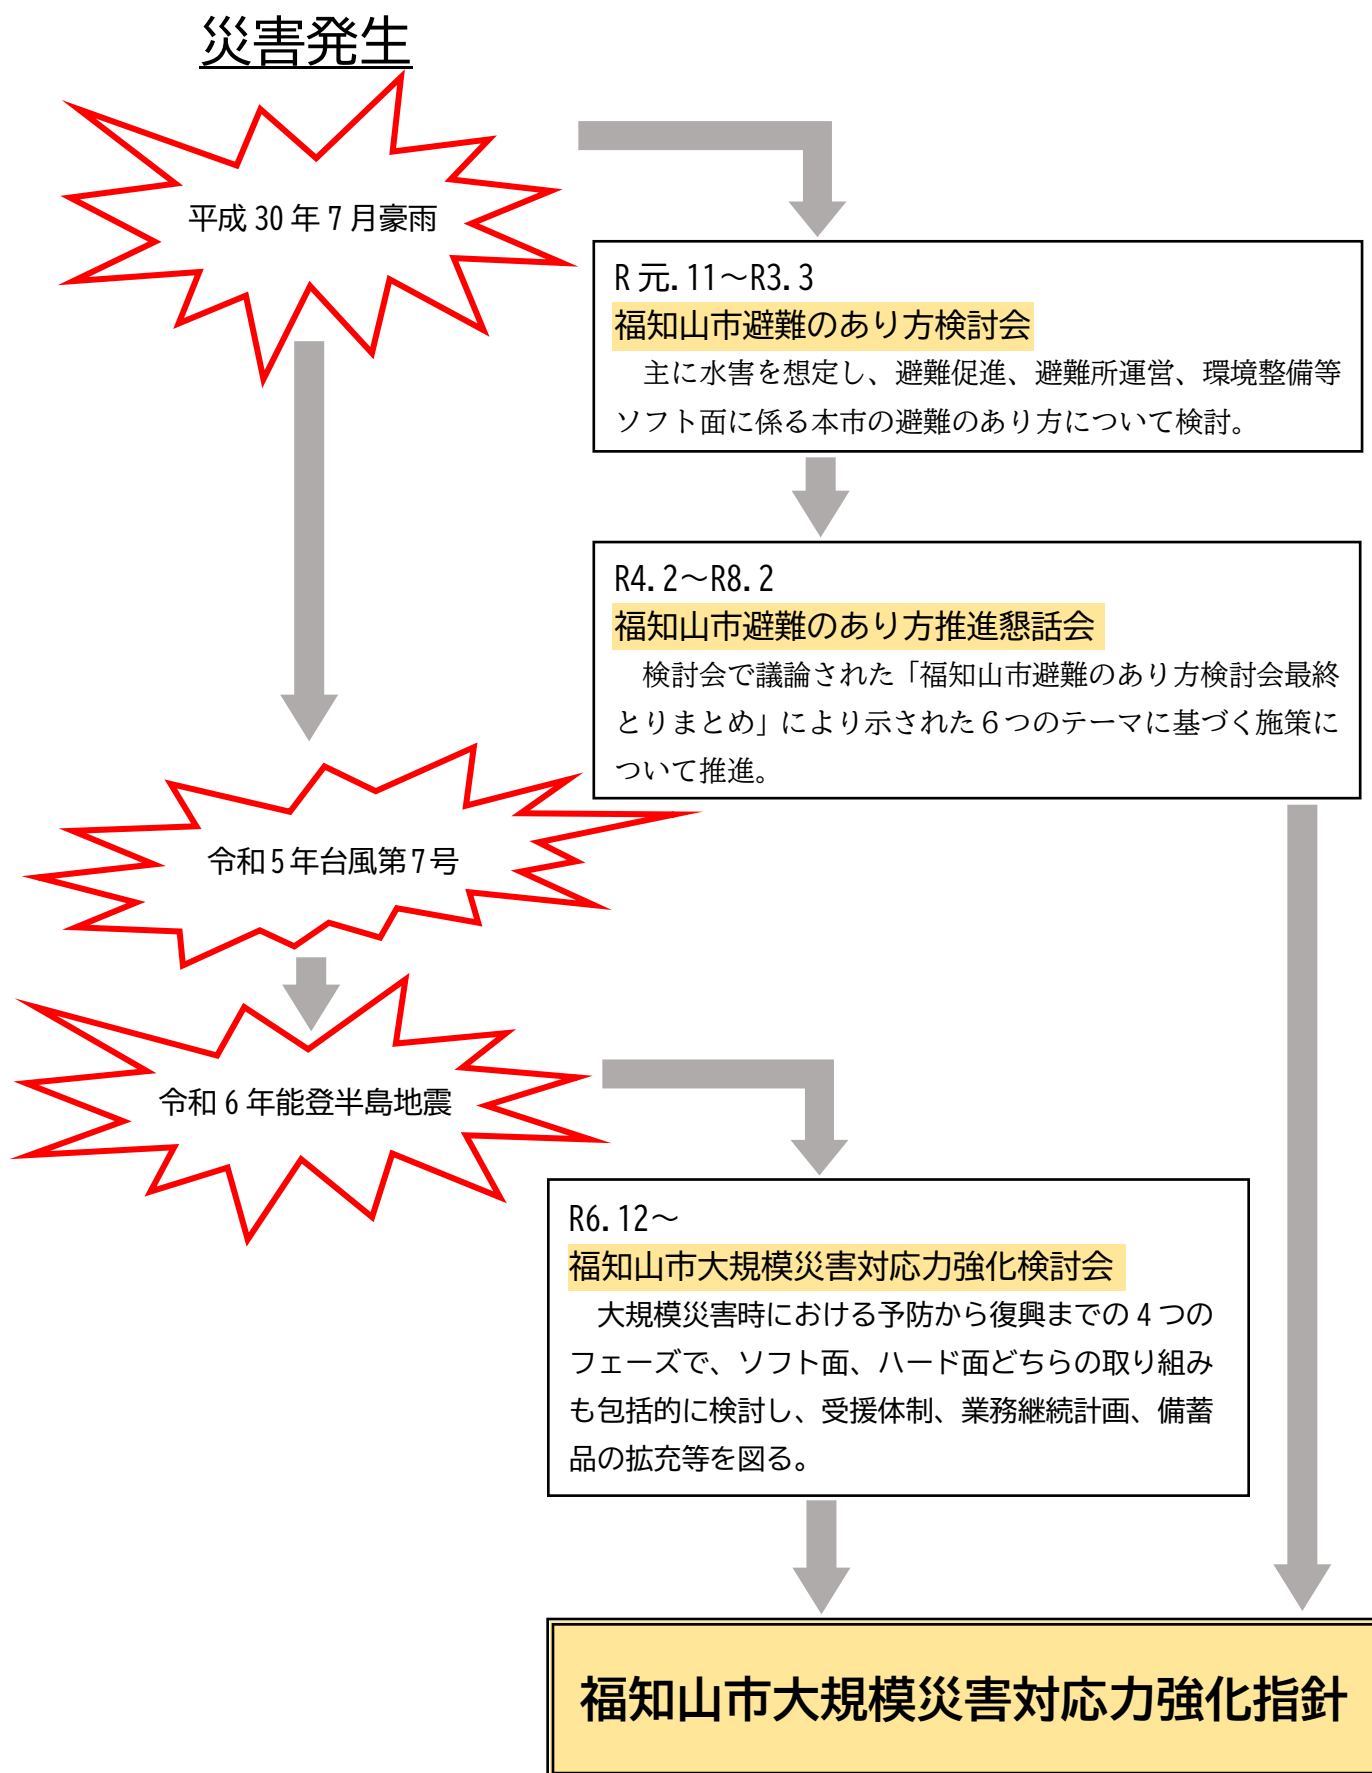 災害発生
平成 30 年 7 月豪雨
R 元.11～R3.3
福知山市避難のあり方検討会
主に水害を想定し、避難促進、避難所運営、環境整備等
ソフト面に係る本市の避難のあり方について検討。
R4.2～R8.2
福知山市避難のあり方推進懇話会
検討会で議論された「福知山市避難のあり方検討会最終
とりまとめ」により示された６つのテーマに基づく施策に
ついて推進。
令和5年台風第7号
令和 6 年能登半島地震
R6.12～
福知山市大規模災害対応力強化検討会
大規模災害時における予防から復興までの 4 つの
フェーズで、ソフト面、ハード面どちらの取り組み
も包括的に検討し、受援体制、業務継続計画、備蓄
品の拡充等を図る。
福知山市大規模災害対応力強化指針